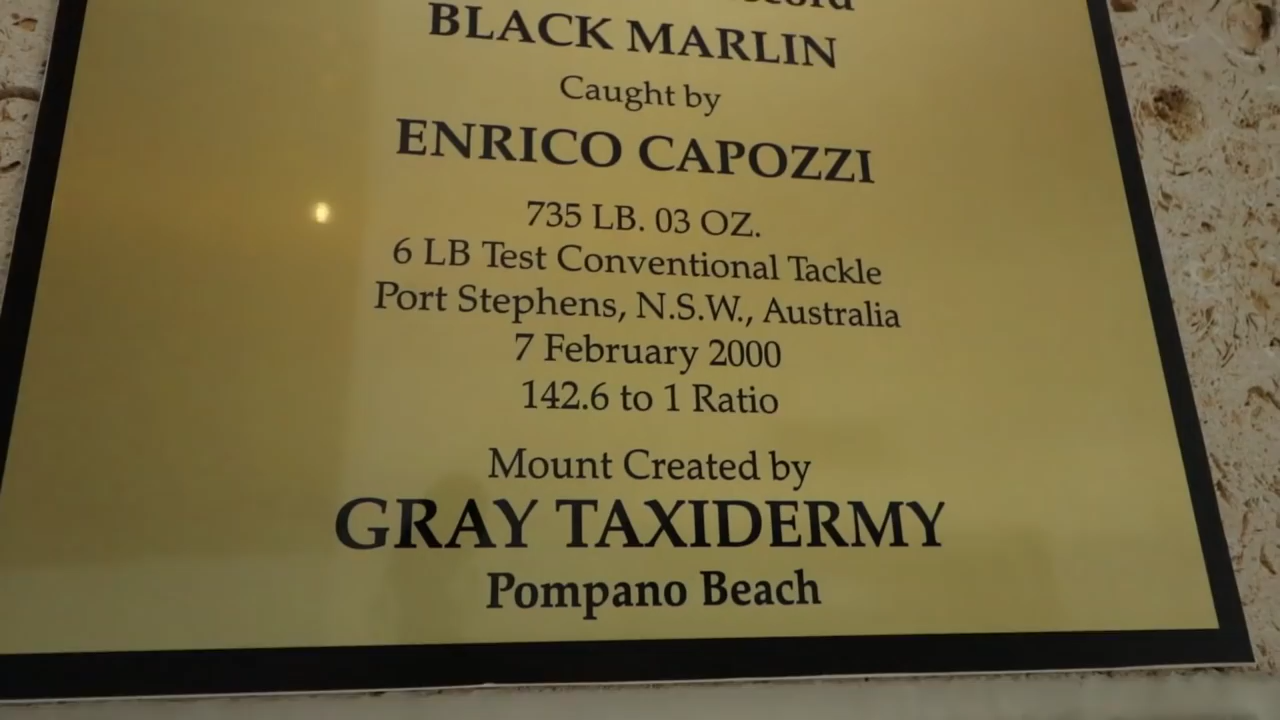 BLACK MARLIN
Caught by
ENRICO CAPOZZI
735 LB. 03 OZ.
6 LB Test Conventional Tackle
Port Stephens, N.S.W., Australia
7 February 2000
142.6 to 1 Ratio
Mount Created by
GRAY TAXIDERMY
Pompano Beach